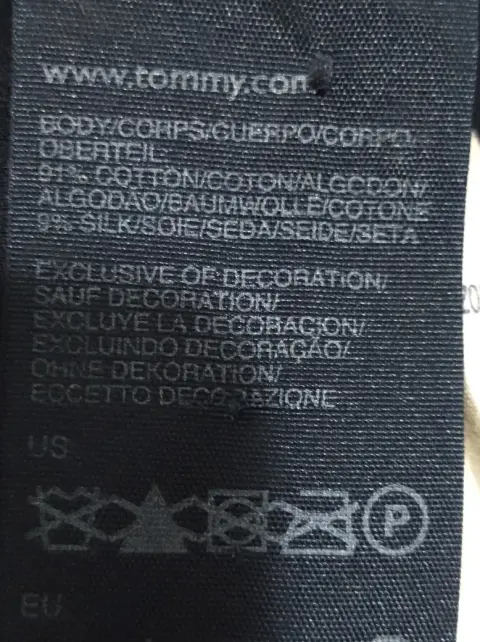 www.tommy.com
BODY/CORPS/CUERPO/CORPO
OBERTEIL:
91% COTTON/COTON/ALGODON/
ALGODÃO/BAUMWOLLE/COTONE
9% SILK/SOIE/SEDA/SEIDE/SETA
EXCLUSIVE OF DECORATION/
SAUF DECORATION/
EXCLUYE LA DECORACION/
EXCLUINDO DECORAÇÃO/
OHNE DEKORATION/
ECCETTO DECORAZIONE
US
P
EU
20